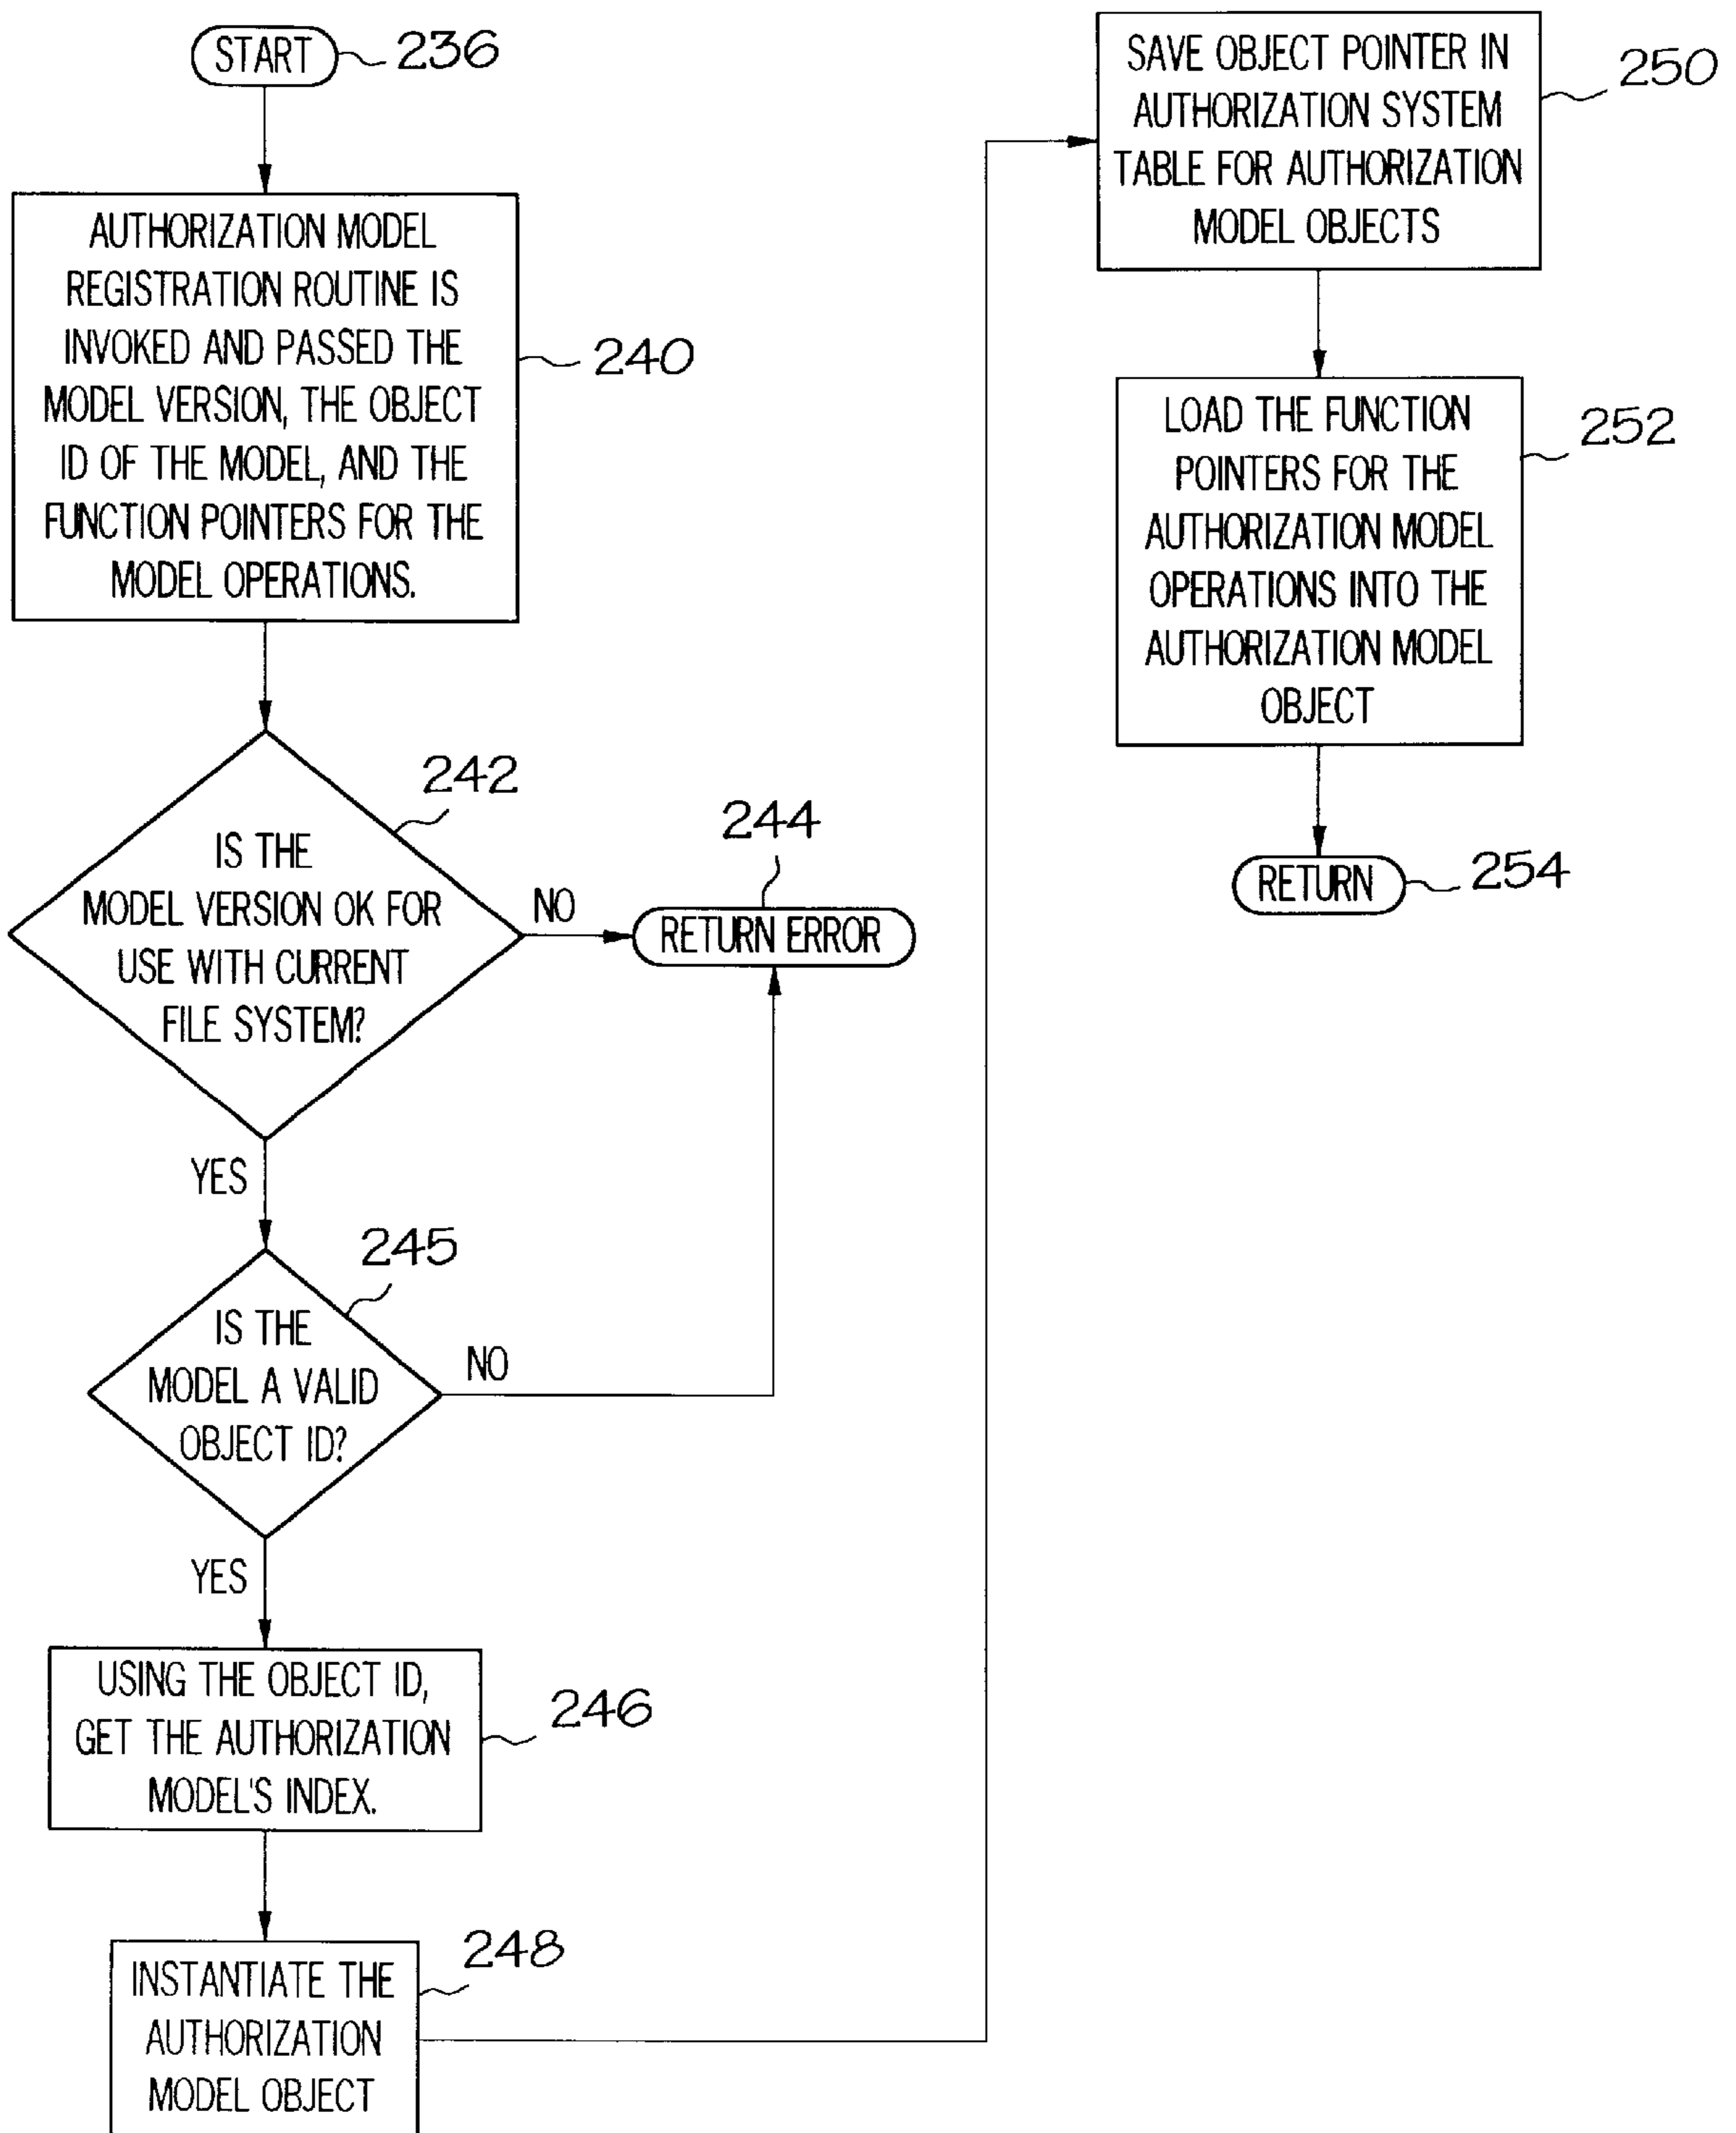 START
236
AUTHORIZATION MODEL
REGISTRATION ROUTINE IS
INVOKED AND PASSED THE
MODEL VERSION, THE OBJECT
ID OF THE MODEL, AND THE
FUNCTION POINTERS FOR THE
MODEL OPERATIONS.
240
242
IS THE
MODEL VERSION OK FOR
USE WITH CURRENT
FILE SYSTEM?
NO
244
RETURN ERROR
YES
245
IS THE
MODEL A VALID
OBJECT ID?
NO
YES
USING THE OBJECT ID,
GET THE AUTHORIZATION
MODEL'S INDEX.
246
248
INSTANTIATE THE
AUTHORIZATION
MODEL OBJECT
SAVE OBJECT POINTER IN
AUTHORIZATION SYSTEM
TABLE FOR AUTHORIZATION
MODEL OBJECTS
250
LOAD THE FUNCTION
POINTERS FOR THE
AUTHORIZATION MODEL
OPERATIONS INTO THE
AUTHORIZATION MODEL
OBJECT
252
RETURN
254